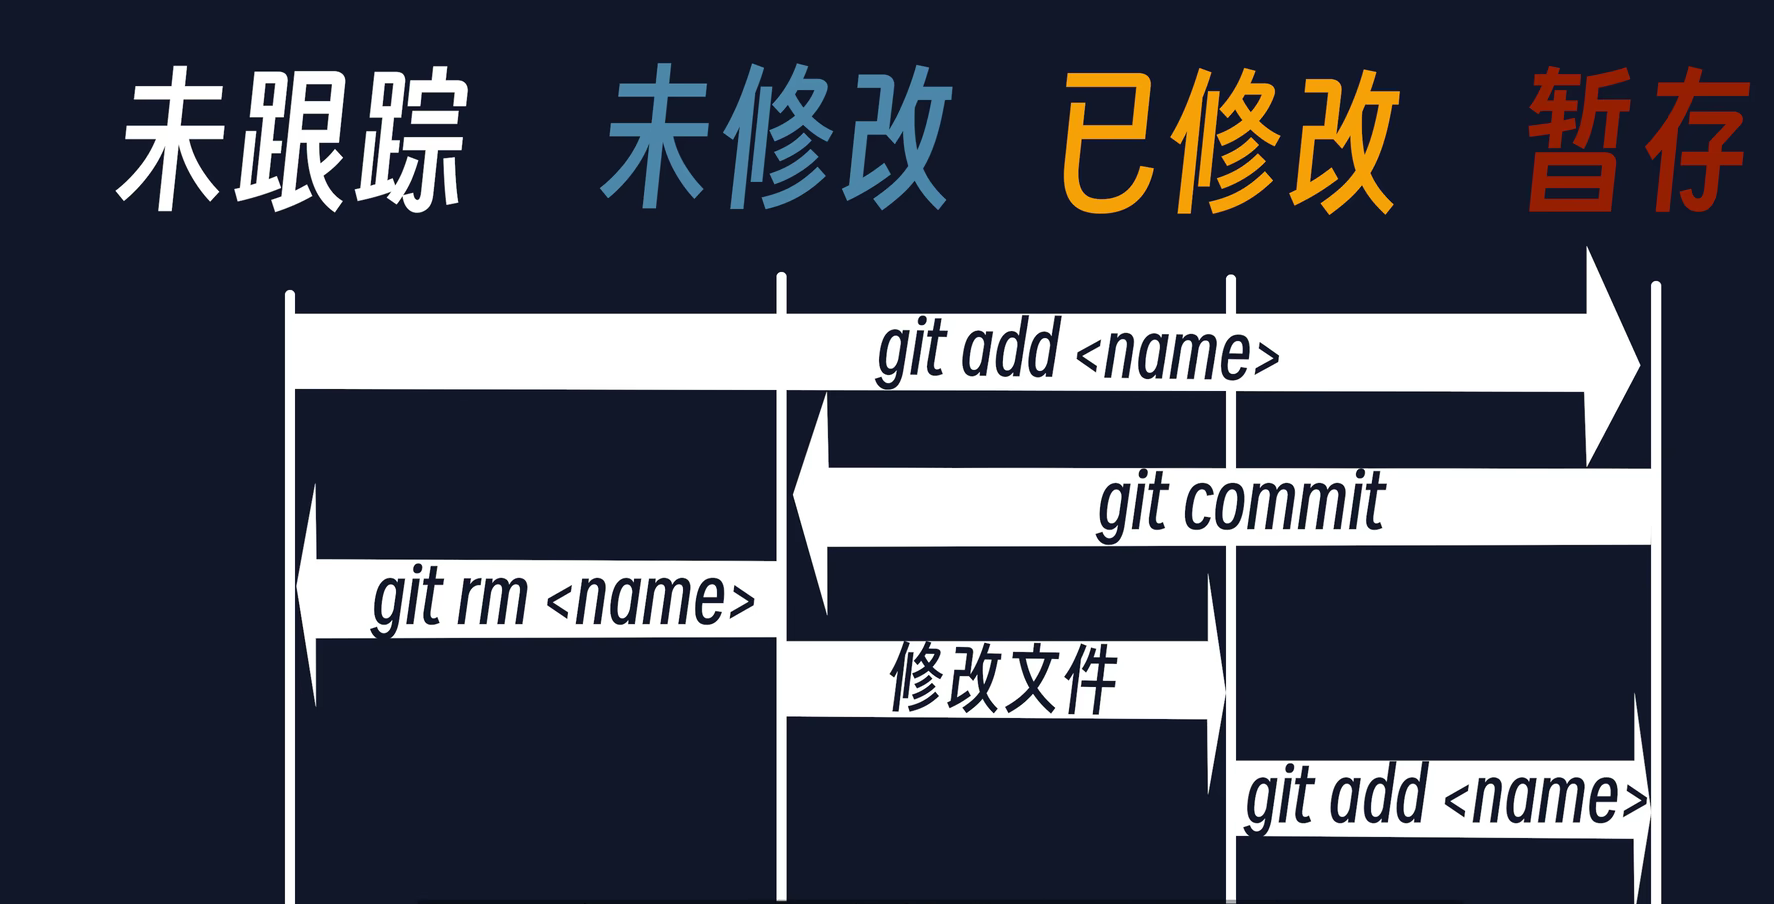 未跟踪 未修改 已修改 暂存
git add <name>
git commit
git rm <name>
修改文件
git add <name>